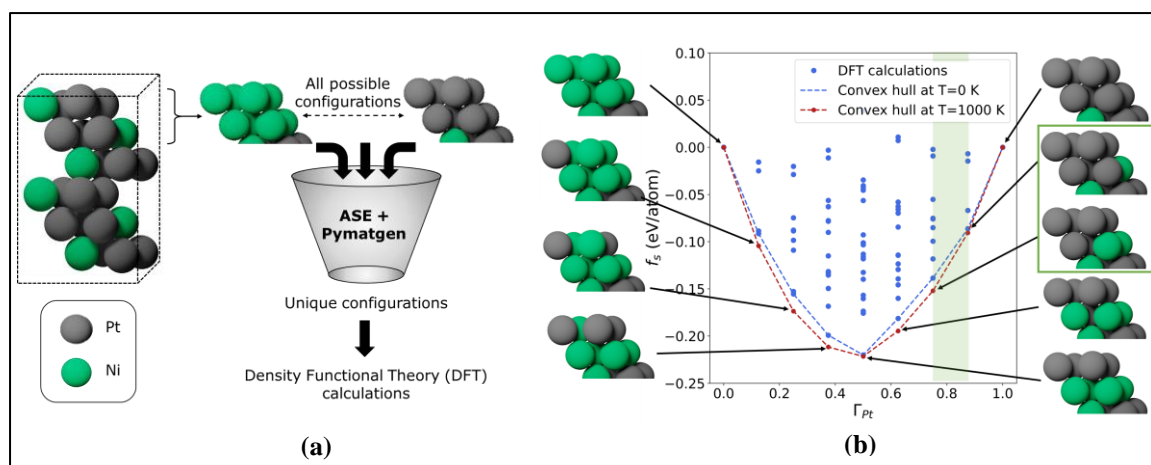 All possible
configurations
ASE +
Pymatgen
Unique configurations
Density Functional Theory (DFT)
calculations
Pt
Ni
(a)
0.10
0.05
0.00
−0.05
−0.10
−0.15
−0.20
−0.25
f_s (eV/atom)
DFT calculations
Convex hull at T=0 K
Convex hull at T=1000 K
0.0 0.2 0.4 0.6 0.8 1.0
Γ_Pt
(b)